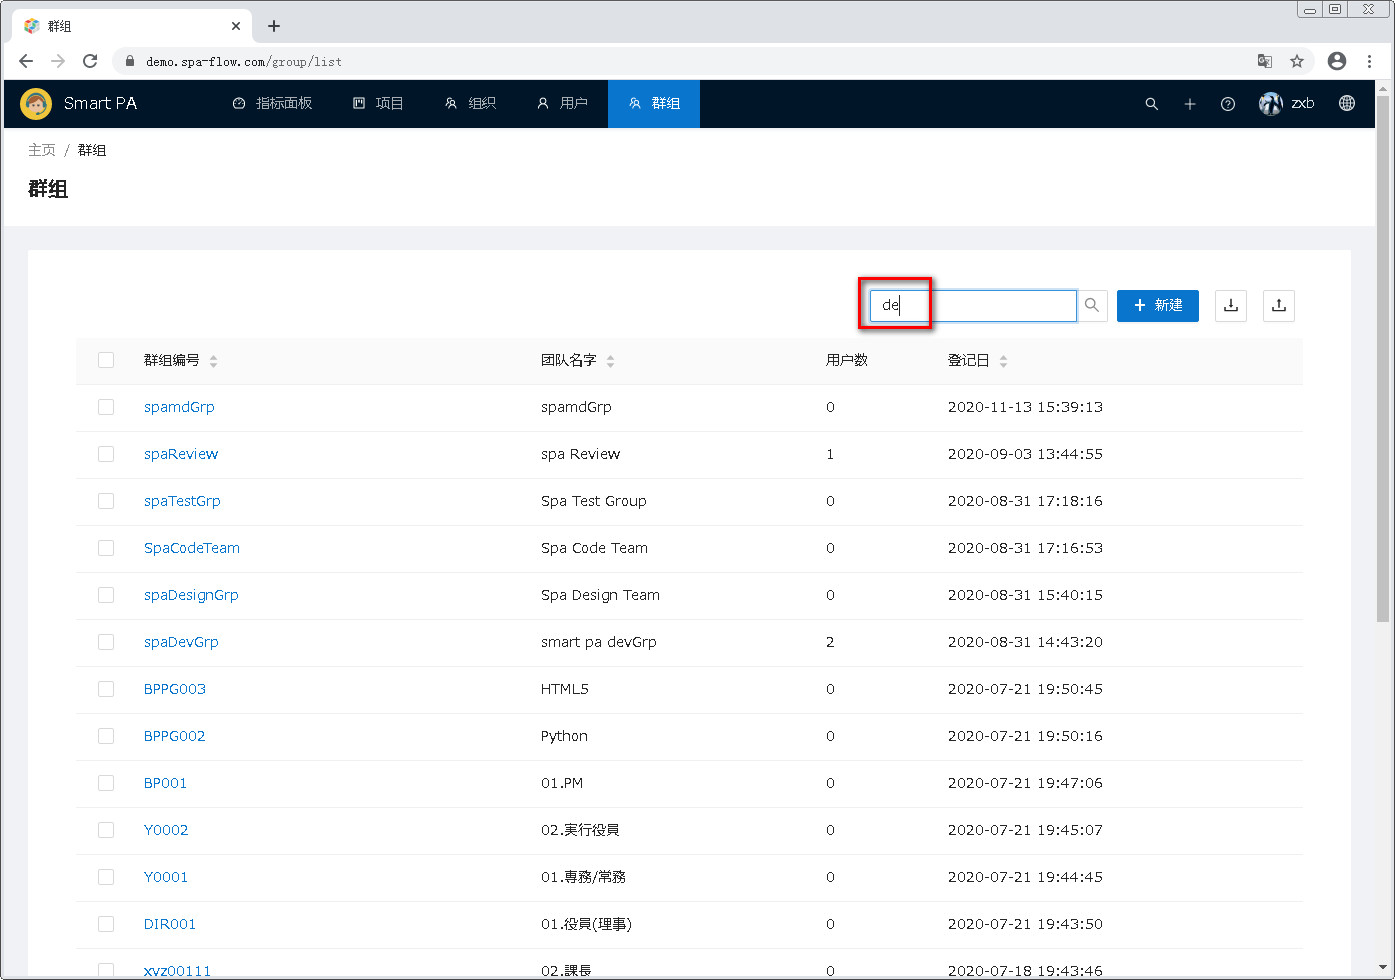 群组
demo.spa-flow.com/group/list
Smart PA 指标面板 项目 组织 用户 群组 zxb
主页 / 群组
群组
de 新建
群组编号 团队名字 用户数 登记日
spamdGrp spamdGrp 0 2020-11-13 15:39:13
spaReview spa Review 1 2020-09-03 13:44:55
spaTestGrp Spa Test Group 0 2020-08-31 17:18:16
SpaCodeTeam Spa Code Team 0 2020-08-31 17:16:53
spaDesignGrp Spa Design Team 0 2020-08-31 15:40:15
spaDevGrp smart pa devGrp 2 2020-08-31 14:43:20
BPPG003 HTML5 0 2020-07-21 19:50:45
BPPG002 Python 0 2020-07-21 19:50:16
BP001 01.PM 0 2020-07-21 19:47:06
Y0002 02.実行役員 0 2020-07-21 19:45:07
Y0001 01.専務/常務 0 2020-07-21 19:44:45
DIR001 01.役員(理事) 0 2020-07-21 19:43:50
xyz00111 02.課長 0 2020-07-18 19:43:46